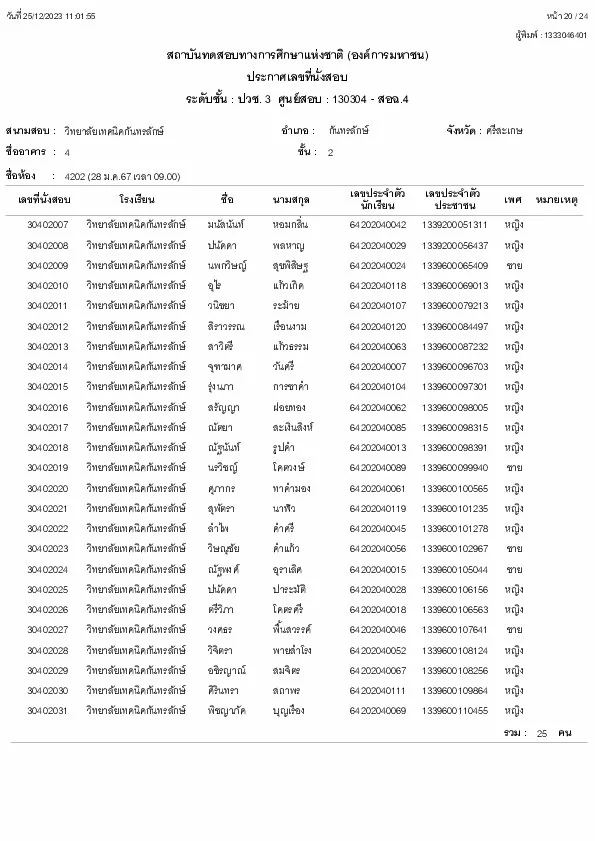 วันที่ 25/12/2023 11:01:55 หน้า 20 / 24
ผู้พิมพ์ : 1333046401
สถาบันทดสอบทางการศึกษาแห่งชาติ (องค์การมหาชน)
ประกาศเลขที่นั่งสอบ
ระดับชั้น : ปวช. 3 ศูนย์สอบ : 130304 - สอฉ.4
สนามสอบ : วิทยาลัยเทคนิคกันทรลักษ์ อำเภอ : กันทรลักษ์ จังหวัด : ศรีสะเกษ
ชื่ออาคาร : 4 ชั้น : 2
ชื่อห้อง : 4202 (28 ม.ค.67 เวลา 09.00)
เลขที่นั่งสอบ โรงเรียน ชื่อ นามสกุล เลขประจำตัวนักเรียน เลขประจำตัวประชาชน เพศ หมายเหตุ
30402007 วิทยาลัยเทคนิคกันทรลักษ์ มนัสนันท์ หอมกลิ่น 64202040042 1339200051311 หญิง
30402008 วิทยาลัยเทคนิคกันทรลักษ์ ปนัดดา พลหาญ 64202040029 1339200056437 หญิง
30402009 วิทยาลัยเทคนิคกันทรลักษ์ นพกวิษญ์ สุขพิสิษฐ 64202040024 1339600065409 ชาย
30402010 วิทยาลัยเทคนิคกันทรลักษ์ อุไร แก้วเกิด 64202040118 1339600069013 หญิง
30402011 วิทยาลัยเทคนิคกันทรลักษ์ วนิชยา ระม้าย 64202040107 1339600079213 หญิง
30402012 วิทยาลัยเทคนิคกันทรลักษ์ สิราวรรณ เรือนงาม 64202040120 1339600084497 หญิง
30402013 วิทยาลัยเทคนิคกันทรลักษ์ สาวิตรี แก้วธรรม 64202040063 1339600087232 หญิง
30402014 วิทยาลัยเทคนิคกันทรลักษ์ จุฑามาศ วันศรี 64202040007 1339600096703 หญิง
30402015 วิทยาลัยเทคนิคกันทรลักษ์ รุ่งนภา การชาคำ 64202040104 1339600097301 หญิง
30402016 วิทยาลัยเทคนิคกันทรลักษ์ สรัญญา ฝอยทอง 64202040062 1339600098005 หญิง
30402017 วิทยาลัยเทคนิคกันทรลักษ์ ณัศยา สะเงินสิงห์ 64202040085 1339600098315 หญิง
30402018 วิทยาลัยเทคนิคกันทรลักษ์ ณัฐนันท์ รูปคำ 64202040013 1339600098391 หญิง
30402019 วิทยาลัยเทคนิคกันทรลักษ์ นรวิชญ์ โคตวงษ์ 64202040089 1339600099940 ชาย
30402020 วิทยาลัยเทคนิคกันทรลักษ์ ศุภากร ทาคำมอง 64202040061 1339600100565 หญิง
30402021 วิทยาลัยเทคนิคกันทรลักษ์ สุพัตรา นาฟัว 64202040119 1339600101235 หญิง
30402022 วิทยาลัยเทคนิคกันทรลักษ์ ลำไพ คำศรี 64202040045 1339600101278 หญิง
30402023 วิทยาลัยเทคนิคกันทรลักษ์ วิษณุชัย คำแก้ว 64202040056 1339600102967 ชาย
30402024 วิทยาลัยเทคนิคกันทรลักษ์ ณัฐพงศ์ อุราเลิศ 64202040015 1339600105044 ชาย
30402025 วิทยาลัยเทคนิคกันทรลักษ์ ปนัดดา ปาระมัติ 64202040028 1339600106156 หญิง
30402026 วิทยาลัยเทคนิคกันทรลักษ์ ตรีวิภา โคตรศรี 64202040018 1339600106563 หญิง
30402027 วิทยาลัยเทคนิคกันทรลักษ์ วงศธร พื้นสวรรค์ 64202040046 1339600107641 ชาย
30402028 วิทยาลัยเทคนิคกันทรลักษ์ วิจิตรา พายสำโรง 64202040052 1339600108124 หญิง
30402029 วิทยาลัยเทคนิคกันทรลักษ์ อชิรญาณ์ สมจิตร 64202040067 1339600108256 หญิง
30402030 วิทยาลัยเทคนิคกันทรลักษ์ ศิรินทรา สถาพร 64202040111 1339600109864 หญิง
30402031 วิทยาลัยเทคนิคกันทรลักษ์ พิชญาภัค บุญเรือง 64202040069 1339600110455 หญิง
รวม : 25 คน